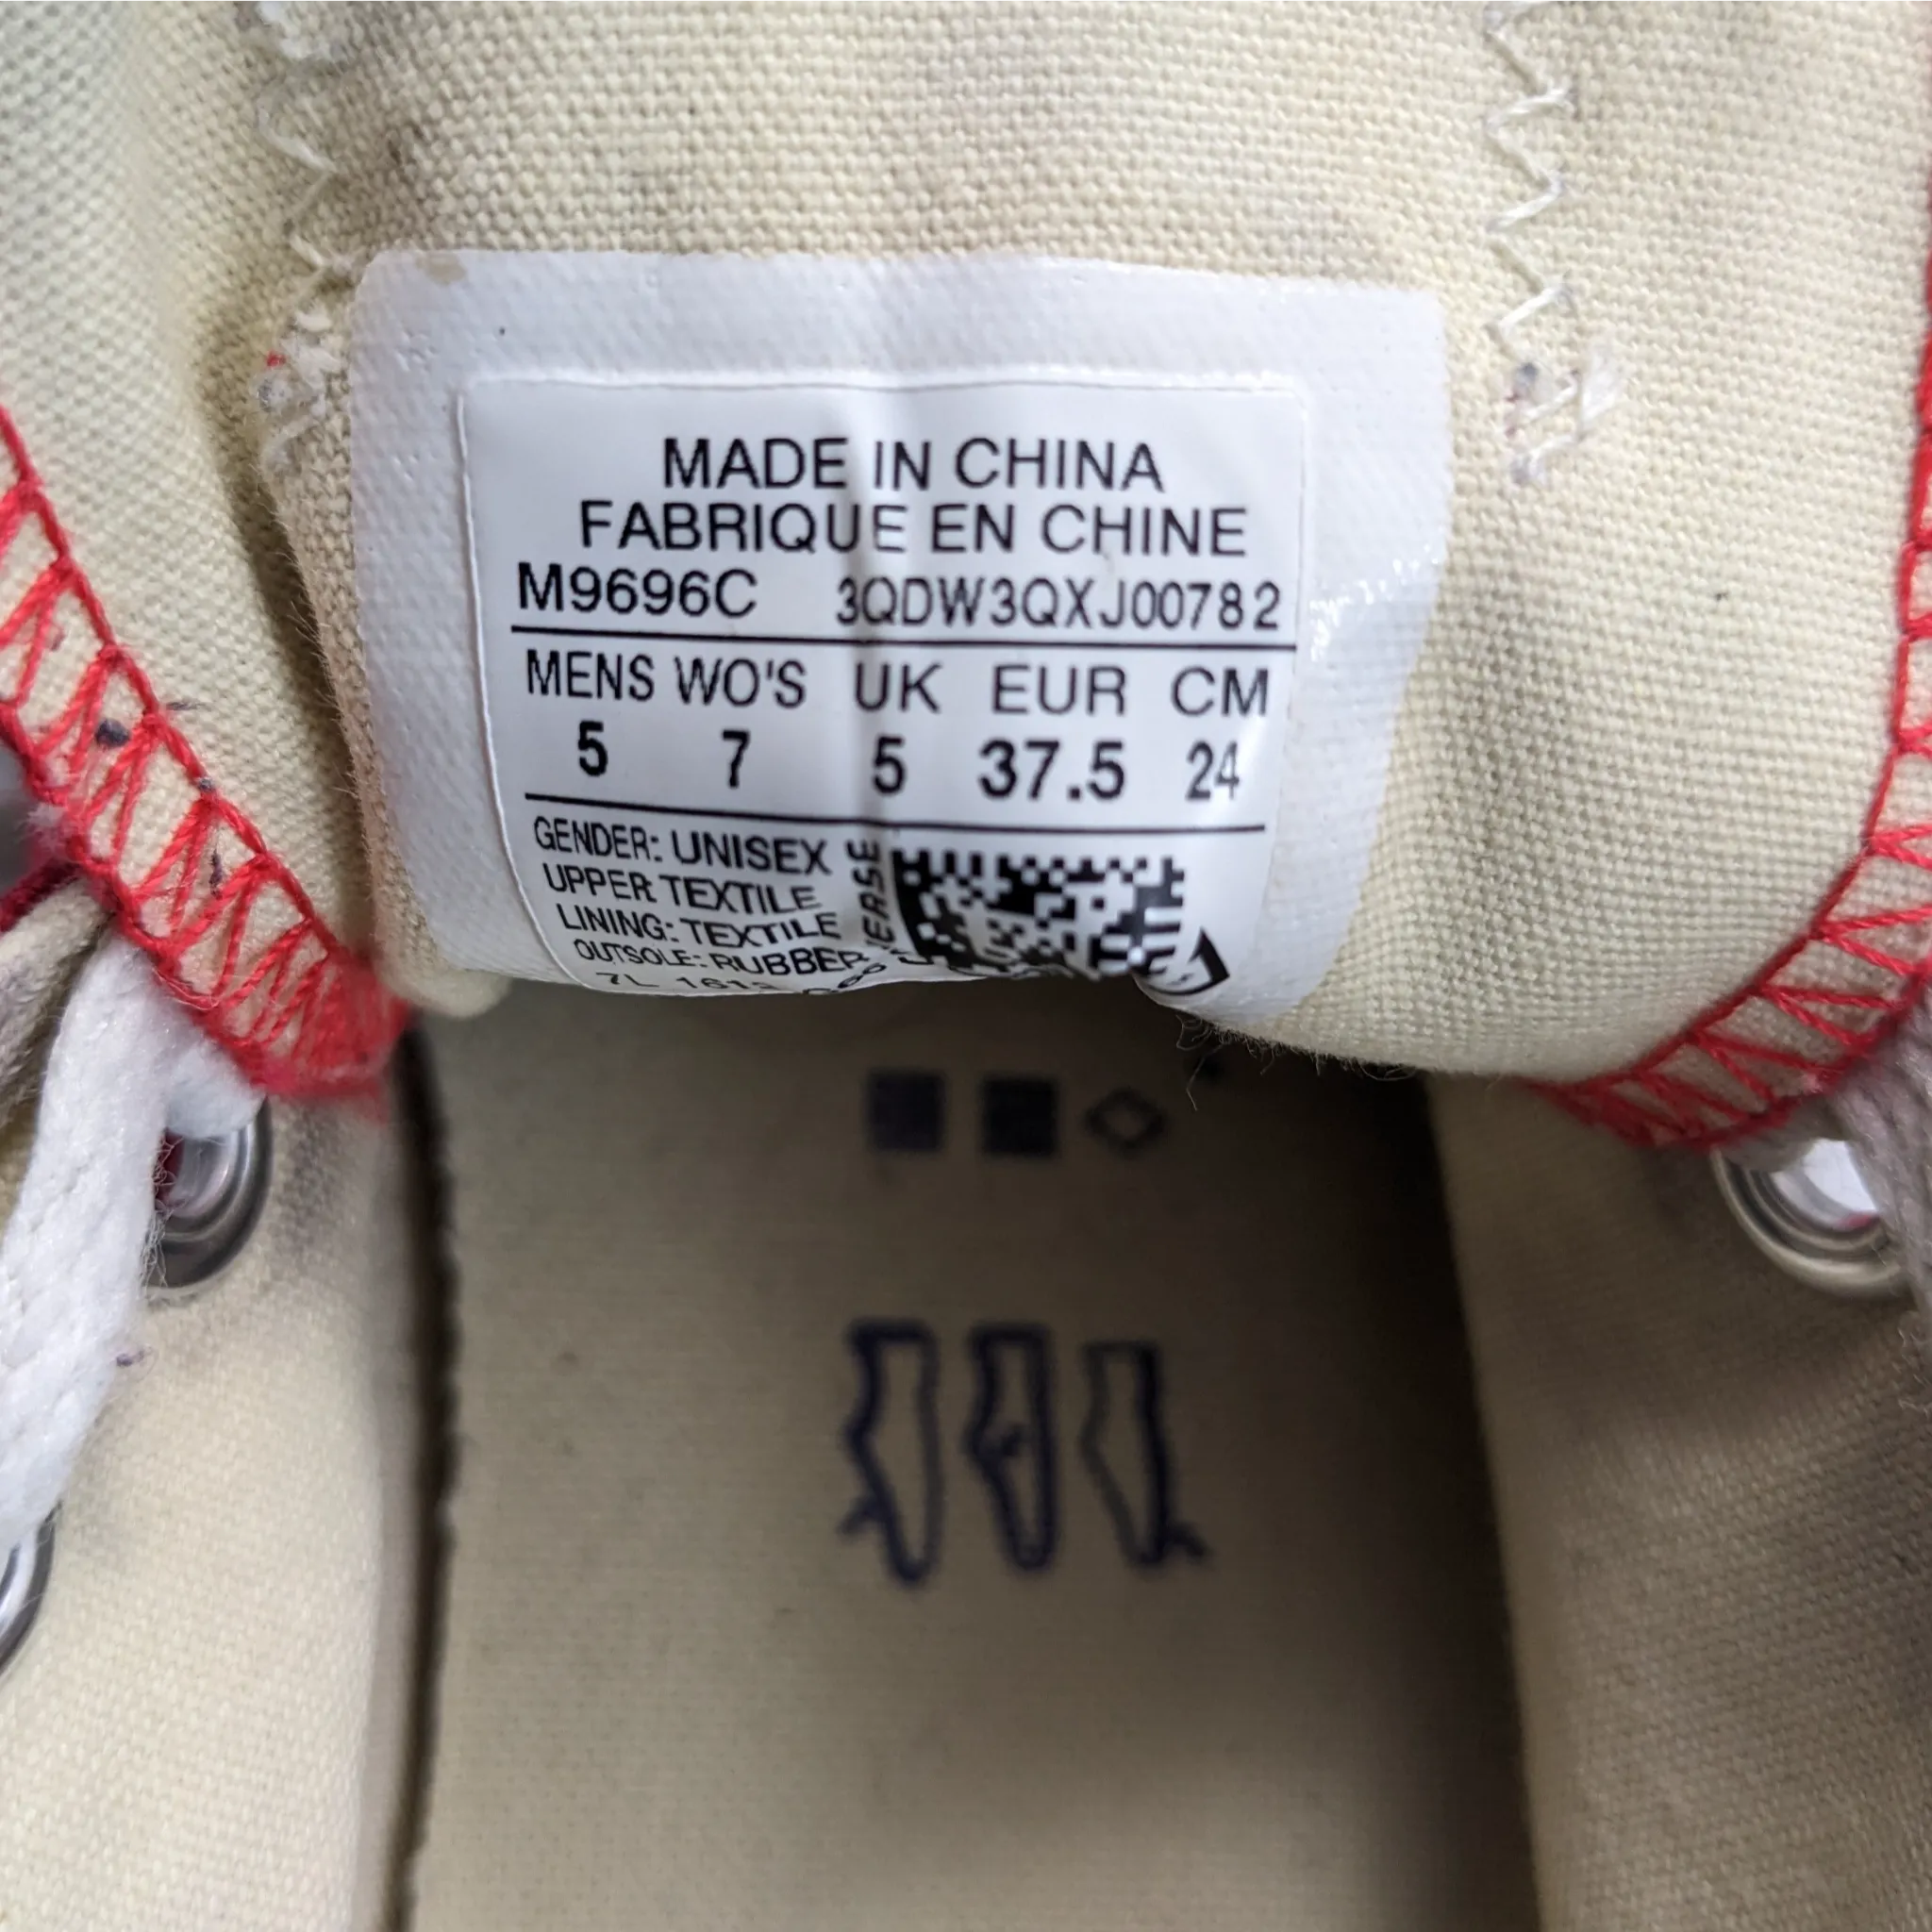 MADE IN CHINA
FABRIQUE EN CHINE
M9696C 3QDW3QXJ00782
MENS WO'S UK EUR CM
5 7 5 37.5 24
GENDER: UNISEX
UPPER: TEXTILE
LINING: TEXTILE
OUTSOLE: RUBBER
7L